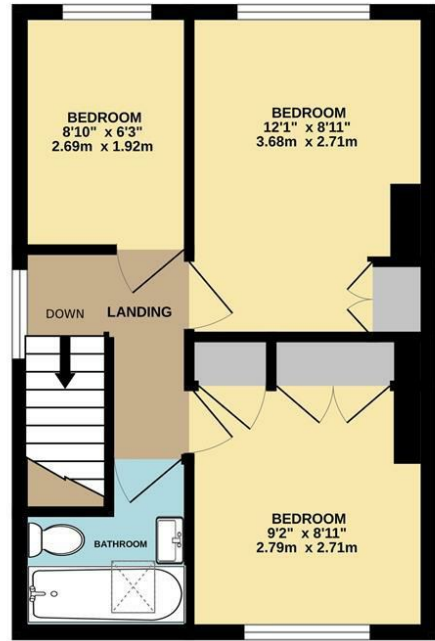 BEDROOM
8'10" x 6'3"
2.69m x 1.92m
BEDROOM
12'1" x 8'11"
3.68m x 2.71m
DOWN
LANDING
BATHROOM
BEDROOM
9'2" x 8'11"
2.79m x 2.71m